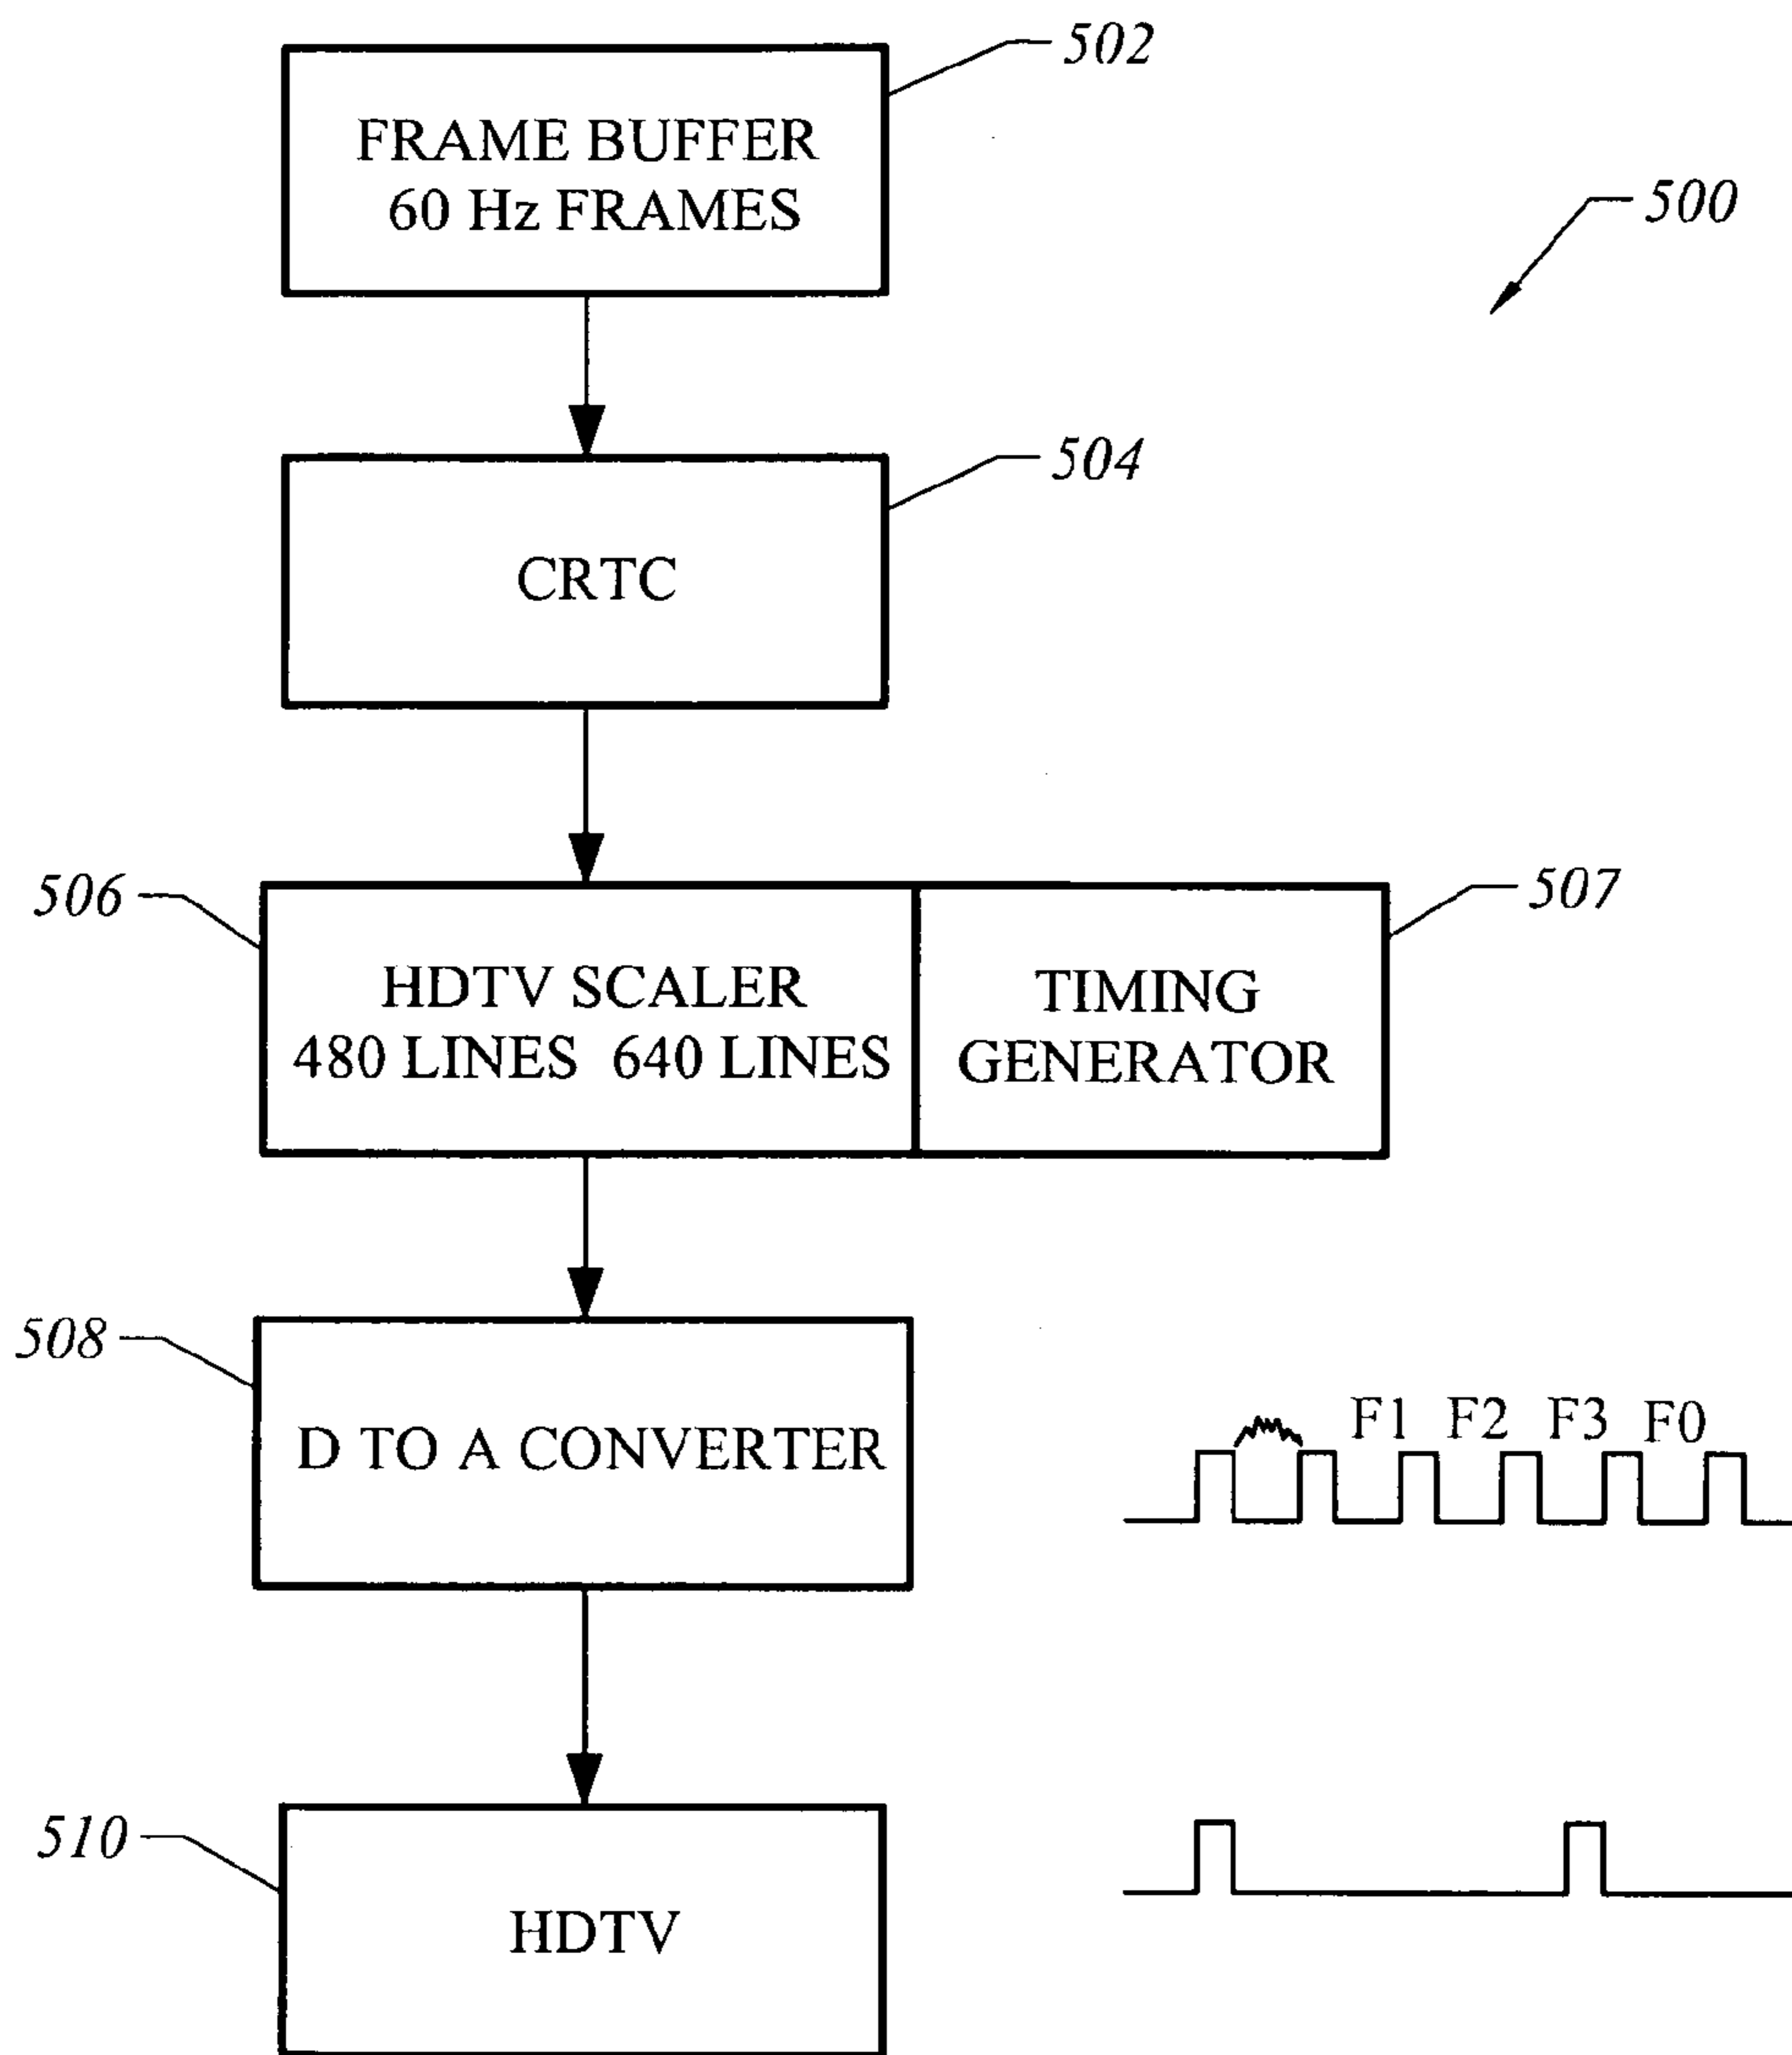 502
FRAME BUFFER
60 Hz FRAMES
500
504
CRTC
506
507
HDTV SCALER
480 LINES 640 LINES
TIMING
GENERATOR
508
D TO A CONVERTER
F1 F2 F3 F0
510
HDTV